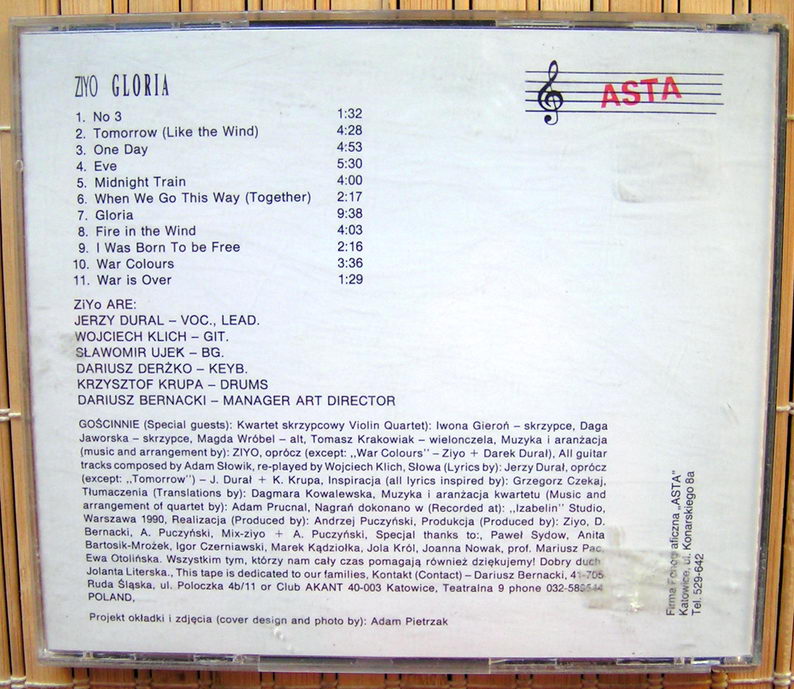 ZIYO GLORIA
ASTA
1. No 3 1:32
2. Tomorrow (Like the Wind) 4:28
3. One Day 4:53
4. Eve 5:30
5. Midnight Train 4:00
6. When We Go This Way (Together) 2:17
7. Gloria 9:38
8. Fire in the Wind 4:03
9. I Was Born To be Free 2:16
10. War Colours 3:36
11. War is Over 1:29
ZiYo ARE:
JERZY DURAL – VOC., LEAD.
WOJCIECH KLICH – GIT.
SŁAWOMIR UJEK – BG.
DARIUSZ DERŻKO – KEYB.
KRZYSZTOF KRUPA – DRUMS
DARIUSZ BERNACKI – MANAGER ART DIRECTOR
GOŚCINNIE (Special guests): Kwartet skrzypcowy Violin Quartet): Iwona Gieroń – skrzypce, Daga
Jaworska – skrzypce, Magda Wróbel – alt, Tomasz Krakowiak – wielonczela, Muzyka i aranżacja
(music and arrangement by): ZIYO, oprócz (except: „War Colours” – Ziyo + Darek Durał), All guitar
tracks composed by Adam Słowik, re-played by Wojciech Klich, Słowa (Lyrics by): Jerzy Durał, oprócz
(except: „Tomorrow”) – J. Durał + K. Krupa, Inspiracja (all lyrics inspired by): Grzegorz Czekaj,
Tłumaczenia (Translations by): Dagmara Kowalewska, Muzyka i aranżacja kwartetu (Music and
arrangement of quartet by): Adam Prucnal, Nagrań dokonano w (Recorded at): „Izabelin” Studio,
Warszawa 1990, Realizacja (Produced by): Andrzej Puczyński, Produkcja (Produced by): Ziyo, D.
Bernacki, A. Puczyński, Mix-ziyo + A. Puczyński, Specjal thanks to:, Paweł Sydow, Anita
Bartosik-Mrożek, Igor Czerniawski, Marek Kądziołka, Jola Król, Joanna Nowak, prof. Mariusz Pac,
Ewa Otolińska. Wszystkim tym, którzy nam cały czas pomagają również dziękujemy! Dobry duch
Jolanta Literska., This tape is dedicated to our families, Kontakt (Contact) – Dariusz Bernacki, 41-705
Ruda Śląska, ul. Poloczka 4b/11 or Club AKANT 40-003 Katowice, Teatralna 9 phone
POLAND,
Projekt okładki i zdjęcia (cover design and photo by): Adam Pietrzak
Firma Fonograficzna „ASTA”
Katowice, ul. Konarskiego 8a
Tel. 529-642